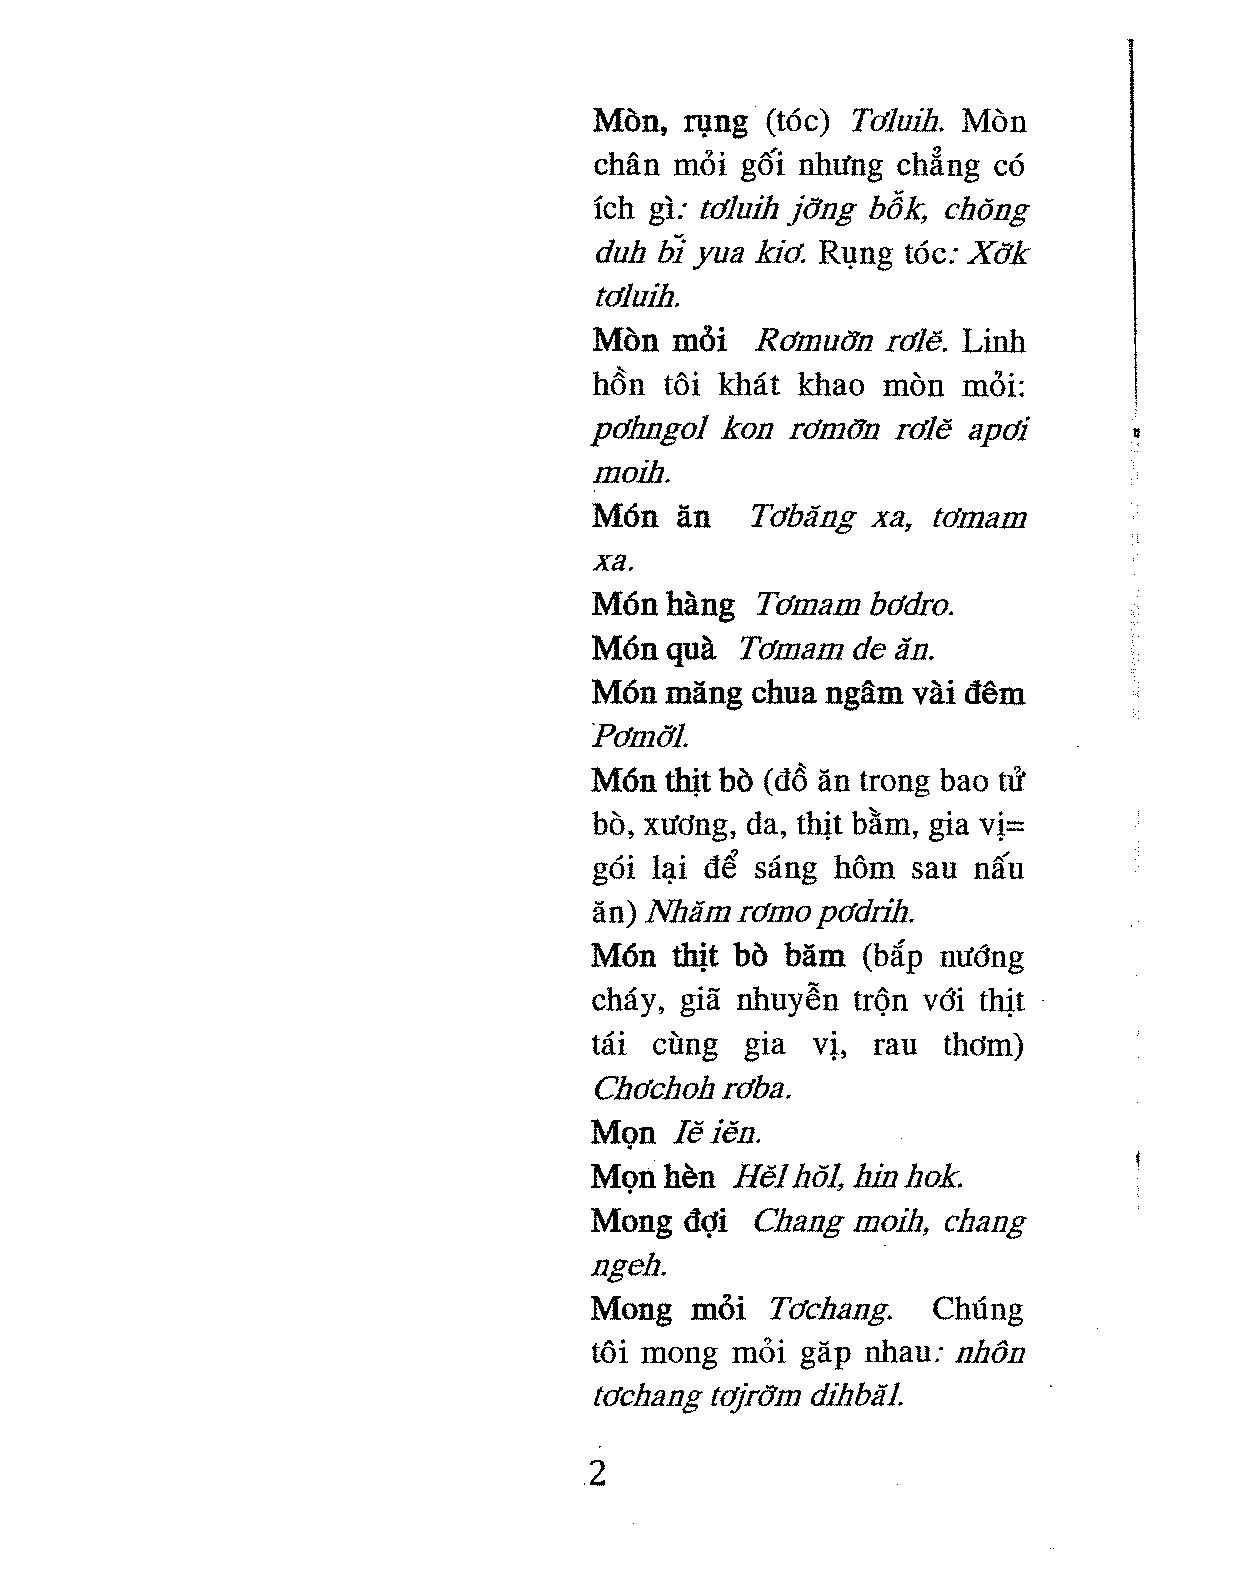 Mòn, rụng (tóc) Tơluih. Mòn
chân mỏi gối nhưng chẳng có
ích gì: tơluih jơ̆ng bô̆k, chŏng
duh bĭ yua kiơ. Rụng tóc: Xơ̆k
tơluih.
Mòn mỏi Rơmuơ̆n rơlĕ. Linh
hồn tôi khát khao mòn mỏi:
pơhngol kon rơmơ̆n rơlĕ apơi
moih.
Món ăn Tơbăng xa, tơmam
xa.
Món hàng Tơmam bơdro.
Món quà Tơmam de ăn.
Món măng chua ngâm vài đêm
Pơmơ̆l.
Món thịt bò (đồ ăn trong bao tử
bò, xương, da, thịt bằm, gia vị=
gói lại để sáng hôm sau nấu
ăn) Nhăm rơmo pơdrih.
Món thịt bò băm (bắp nướng
cháy, giã nhuyễn trộn với thịt
tái cùng gia vị, rau thơm)
Chơchoh rơba.
Mọn Iĕ iĕn.
Mọn hèn Hĕl hŏl, hin hok.
Mong đợi Chang moih, chang
ngeh.
Mong mỏi Tơchang. Chúng
tôi mong mỏi găp nhau: nhôn
tơchang tơjrơ̆m dihbăl.
2